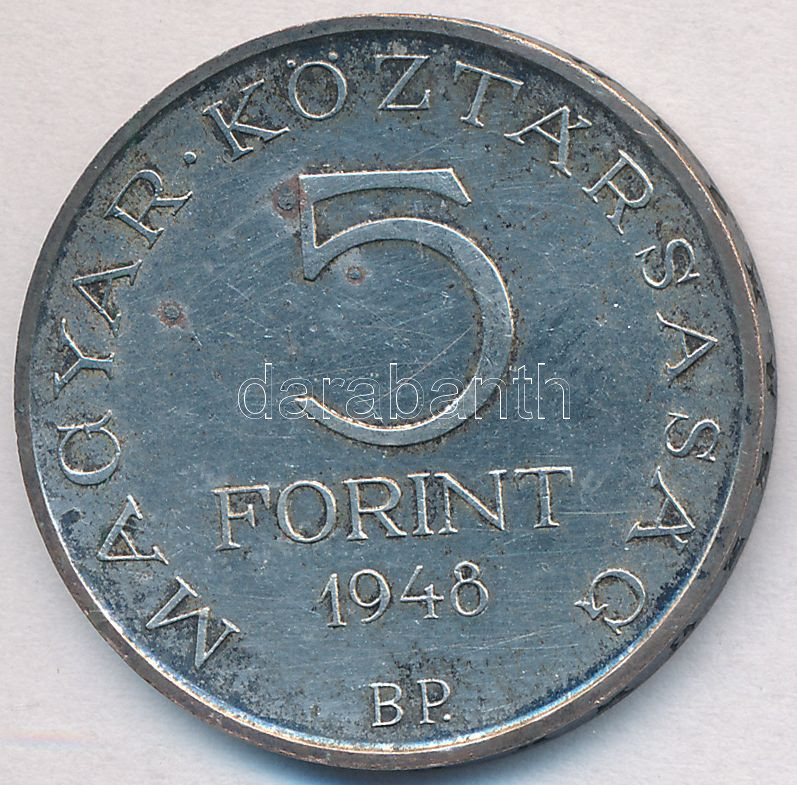 MAGYAR · KÖZTÁRSASÁG
5
FORINT
1948
BP.
darabanth